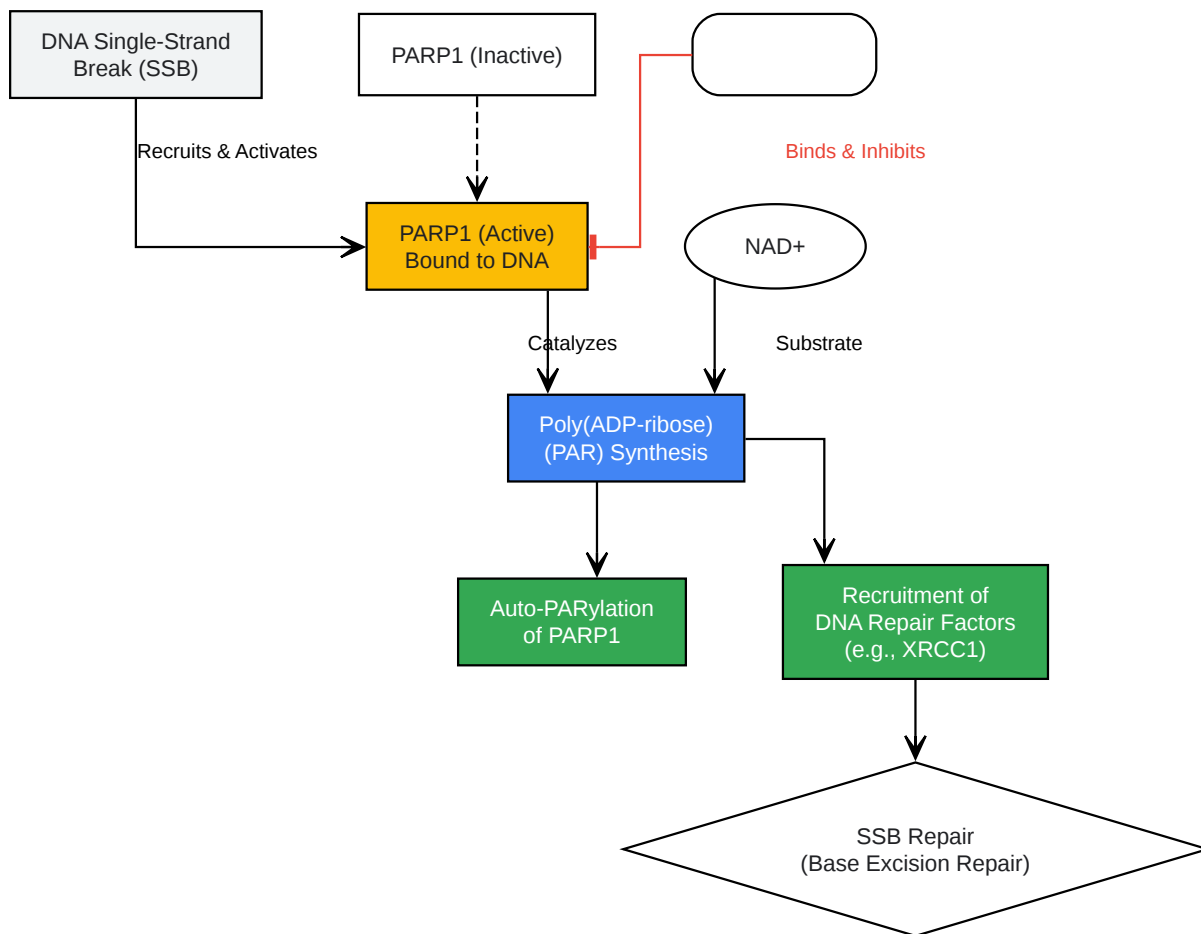 DNA Single-Strand
Break (SSB)
PARP1 (Inactive)
Recruits & Activates
Binds & Inhibits
PARP1 (Active)
Bound to DNA
NAD+
Catalyzes
Substrate
Poly(ADP-ribose)
(PAR) Synthesis
Auto-PARylation
of PARP1
Recruitment of
DNA Repair Factors
(e.g., XRCC1)
SSB Repair
(Base Excision Repair)